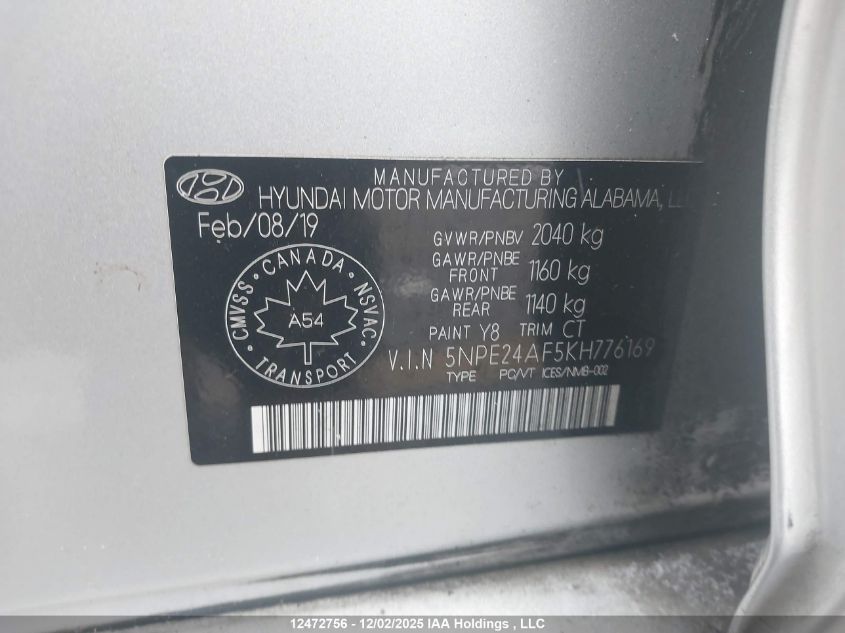 MANUFACTURED BY
HYUNDAI MOTOR MANUFACTURING ALABAMA, LLC
Feb/08/19
GVWR/PNBV 2040 kg
GAWR/PNBE FRONT 1160 kg
GAWR/PNBE REAR 1140 kg
PAINT Y8 TRIM CT
V.I.N 5NPE24AF5KH776169
TYPE PC/VT ICES/NMB-002
CANADA
CMVSS
NSVAC
A54
TRANSPORT
12472756 - 12/02/2025 IAA Holdings , LLC